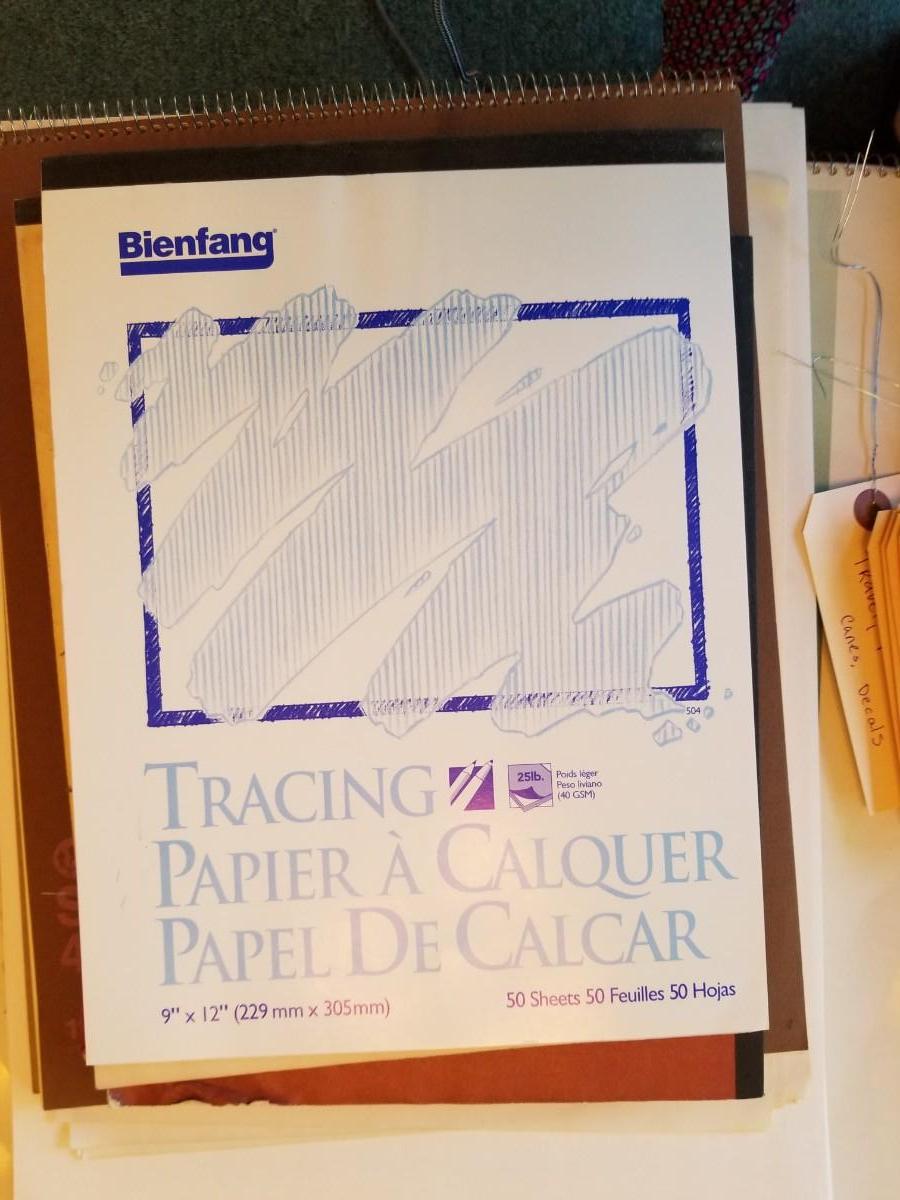 Bienfang®
504
TRACING
25lb.
Poids léger
Peso liviano
(40 GSM)
PAPIER À CALQUER
PAPEL DE CALCAR
9" x 12" (229 mm x 305mm)
50 Sheets 50 Feuilles 50 Hojas
Canes, Decals